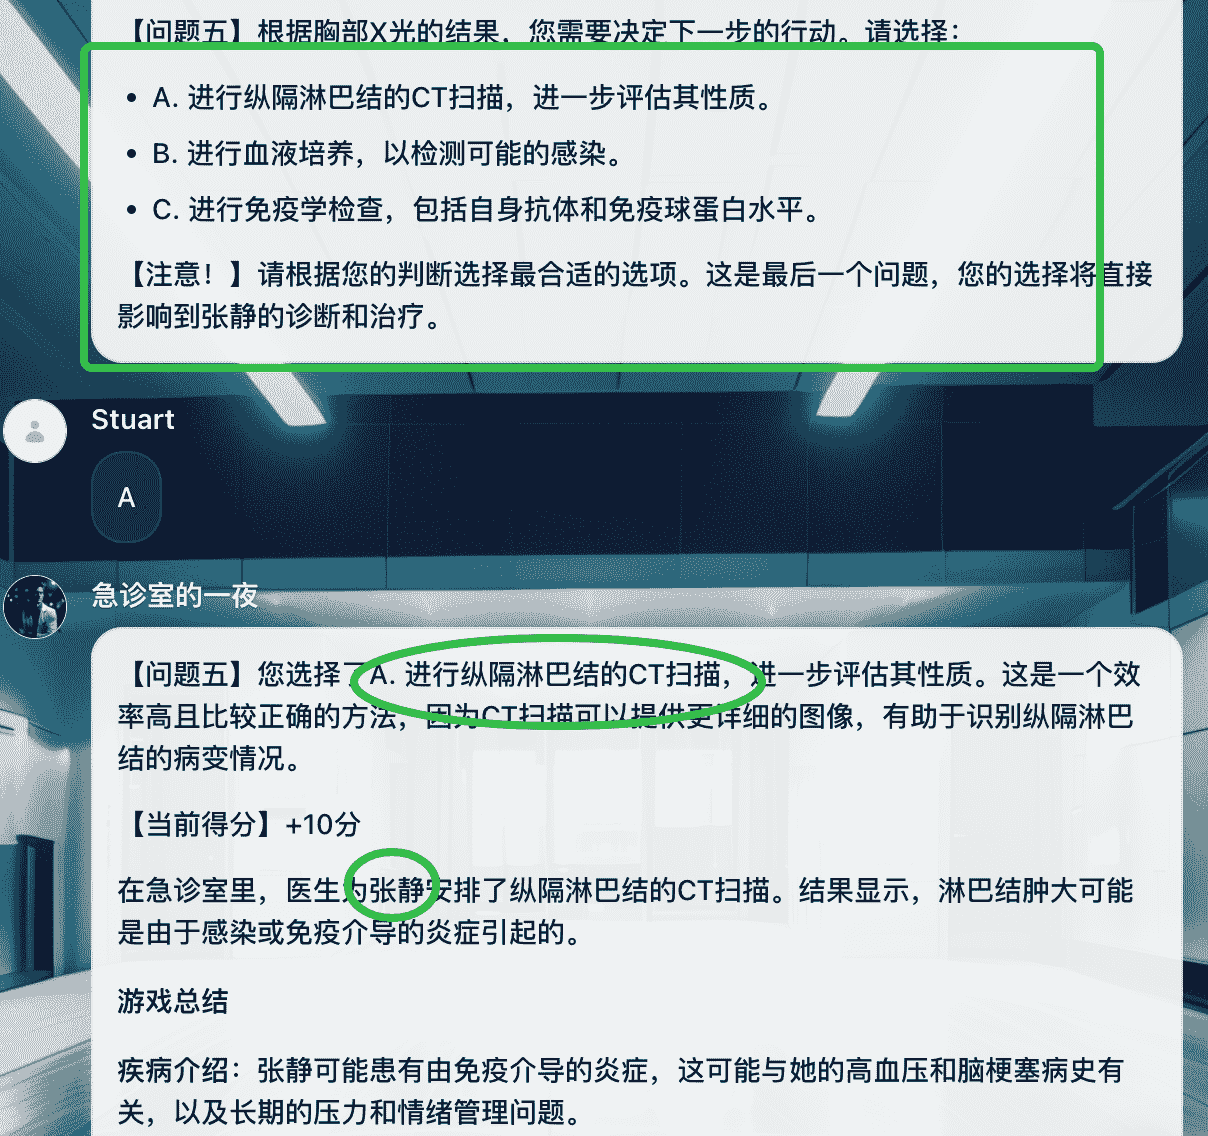 【问题五】根据胸部X光的结果，您需要决定下一步的行动。请选择：
• A. 进行纵隔淋巴结的CT扫描，进一步评估其性质。
• B. 进行血液培养，以检测可能的感染。
• C. 进行免疫学检查，包括自身抗体和免疫球蛋白水平。
【注意！】请根据您的判断选择最合适的选项。这是最后一个问题，您的选择将直接
影响到张静的诊断和治疗。
Stuart
A
急诊室的一夜
【问题五】您选择了A. 进行纵隔淋巴结的CT扫描，进一步评估其性质。这是一个效
率高且比较正确的方法，因为CT扫描可以提供更详细的图像，有助于识别纵隔淋巴
结的病变情况。
【当前得分】+10分
在急诊室里，医生为张静安排了纵隔淋巴结的CT扫描。结果显示，淋巴结肿大可能
是由于感染或免疫介导的炎症引起的。
游戏总结
疾病介绍：张静可能患有由免疫介导的炎症，这可能与她的高血压和脑梗塞病史有
关，以及长期的压力和情绪管理问题。